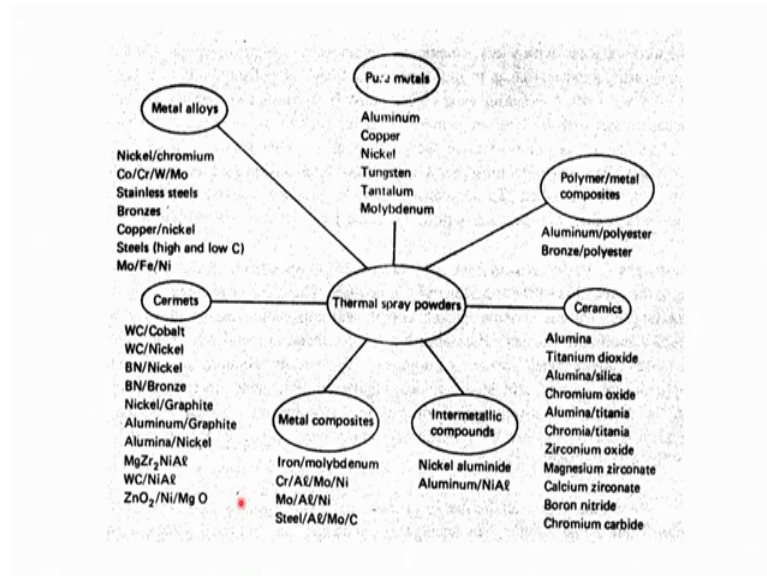 Pure metals
Aluminum
Copper
Nickel
Tungsten
Tantalum
Molybdenum
Metal alloys
Nickel/chromium
Co/Cr/W/Mo
Stainless steels
Bronzes
Copper/nickel
Steels (high and low C)
Mo/Fe/Ni
Polymer/metal
composites
Aluminum/polyester
Bronze/polyester
Thermal spray powders
Cermets
WC/Cobalt
WC/Nickel
BN/Nickel
BN/Bronze
Nickel/Graphite
Aluminum/Graphite
Alumina/Nickel
MgZr₂NiAℓ
WC/NiAℓ
ZnO₂/Ni/Mg O
Metal composites
Iron/molybdenum
Cr/Aℓ/Mo/Ni
Mo/Aℓ/Ni
Steel/Aℓ/Mo/C
Intermetallic
compounds
Nickel aluminide
Aluminum/NiAℓ
Ceramics
Alumina
Titanium dioxide
Alumina/silica
Chromium oxide
Alumina/titania
Chromia/titania
Zirconium oxide
Magnesium zirconate
Calcium zirconate
Boron nitride
Chromium carbide